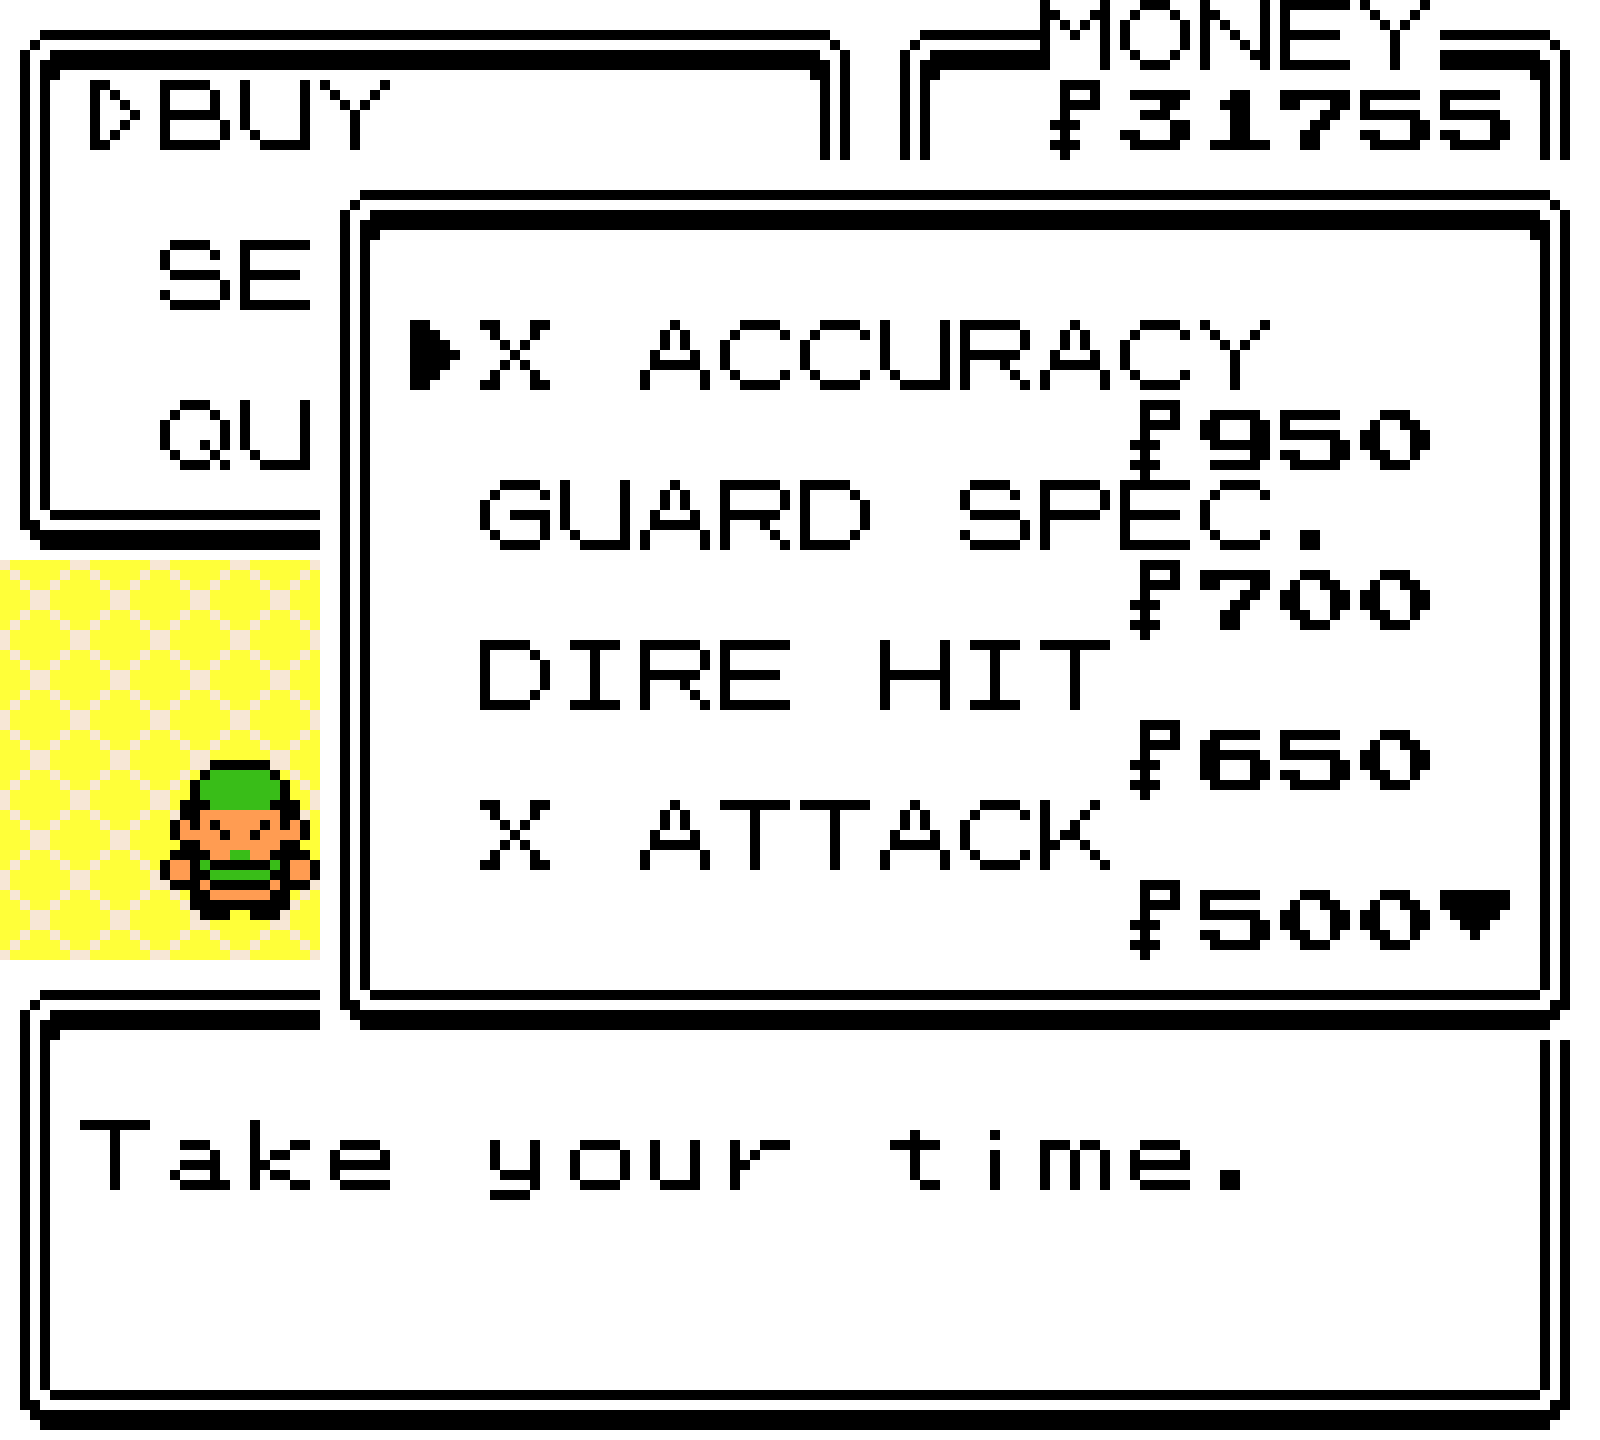 MONEY
▷BUY
₽31755
SE
QU
▶X ACCURACY
₽950
GUARD SPEC.
₽700
DIRE HIT
₽650
X ATTACK
₽500▼
Take your time.